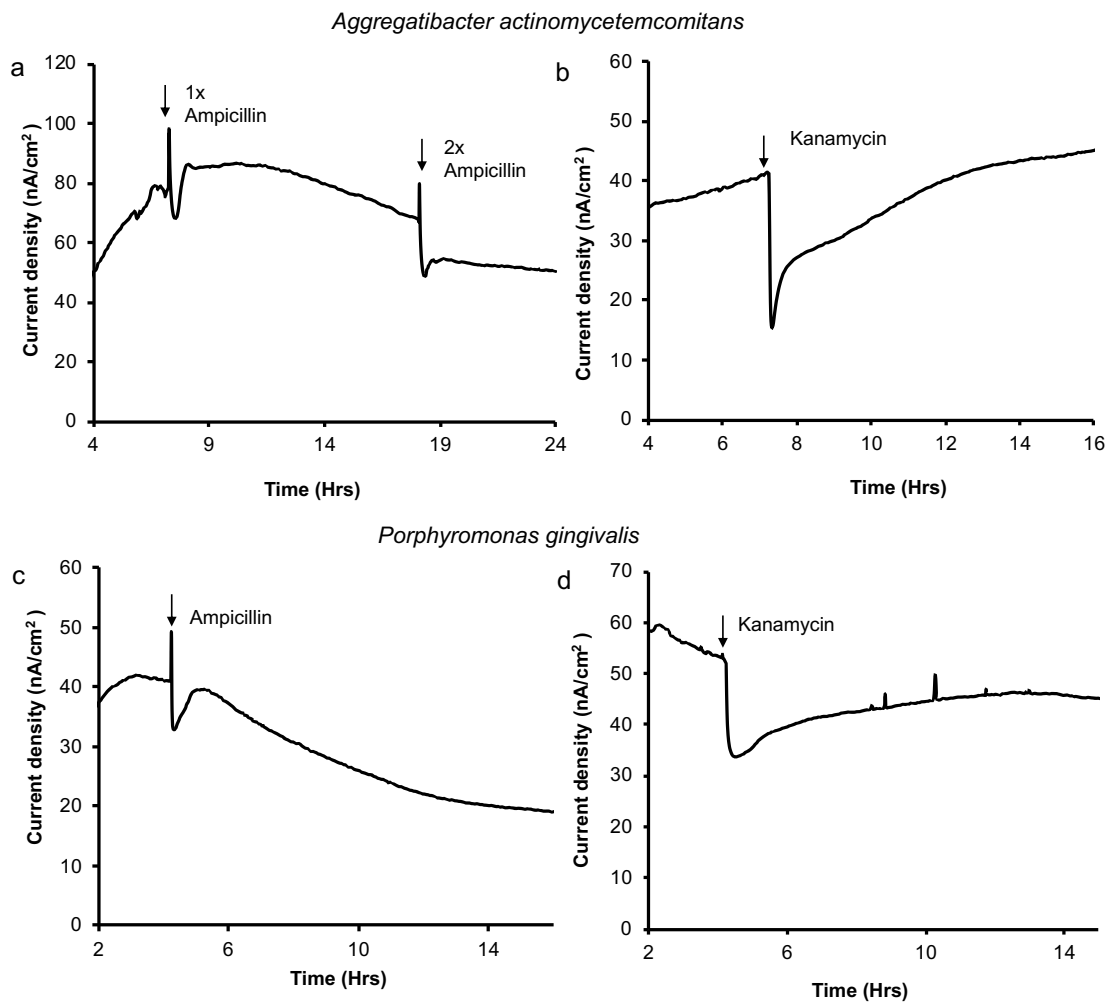 Aggregatibacter actinomycetemcomitans
a
120
100
80
60
40
20
0
4
9
14
19
24
Current density (nA/cm²)
Time (Hrs)
1x
Ampicillin
2x
Ampicillin
b
60
50
40
30
20
10
0
4
6
8
10
12
14
16
Current density (nA/cm²)
Time (Hrs)
Kanamycin
Porphyromonas gingivalis
c
60
50
40
30
20
10
0
2
6
10
14
Current density (nA/cm²)
Time (Hrs)
Ampicillin
d
70
60
50
40
30
20
10
0
2
6
10
14
Current density (nA/cm²)
Time (Hrs)
Kanamycin